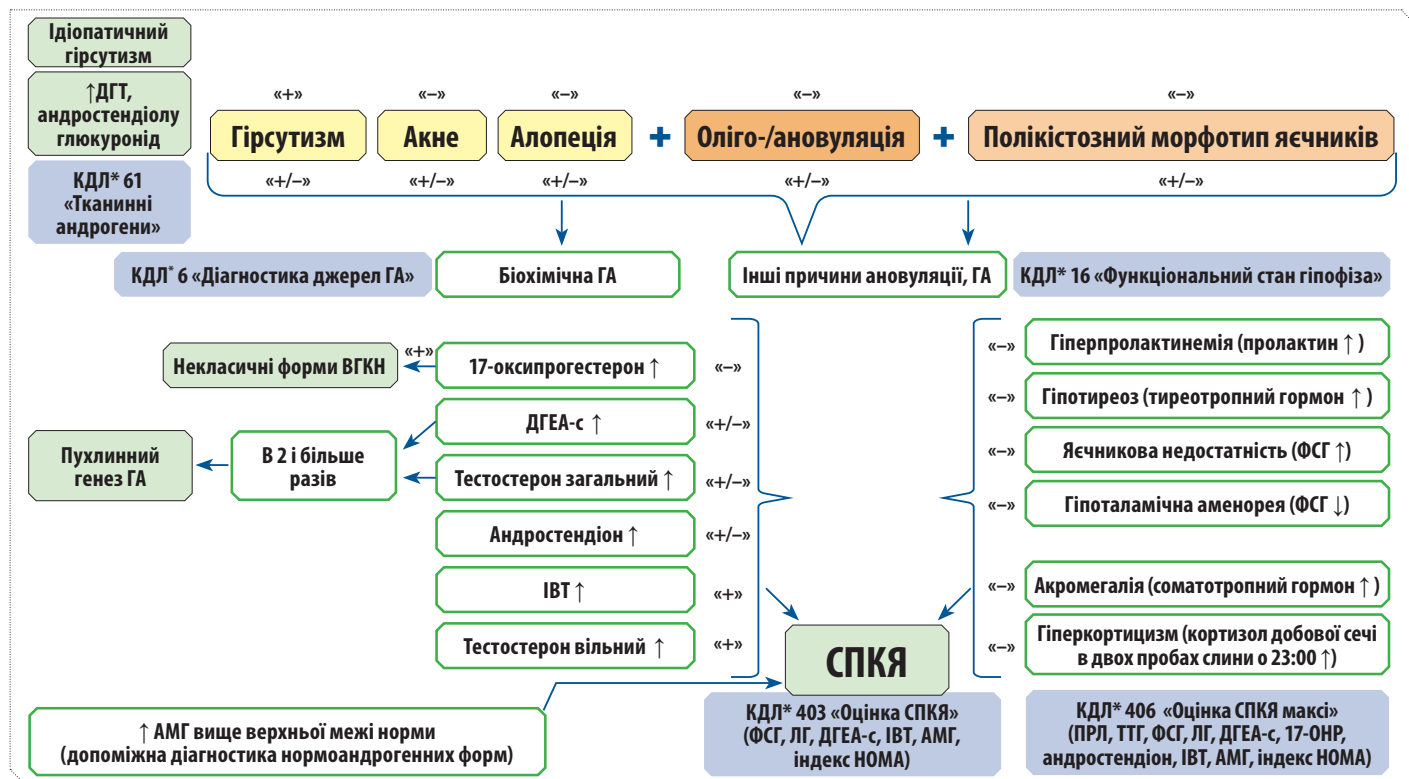 Ідіопатичний
гірсутизм
↑ДГТ,
андростендіолу
глюкуронід
КДЛ* 61
«Тканинні
андрогени»
«+» «–» «–» «–» «–»
Гірсутизм Акне Алопеція + Оліго-/ановуляція + Полікістозний морфотип яєчників
«+/–» «+/–» «+/–» «+/–» «+/–»
КДЛ* 6 «Діагностика джерел ГА» Біохімічна ГА Інші причини ановуляції, ГА КДЛ* 16 «Функціональний стан гіпофіза»
Некласичні форми ВГКН «+» 17-оксипрогестерон ↑ «–»
ДГЕА-с ↑ «+/–»
Пухлинний
генез ГА
В 2 і більше
разів
Тестостерон загальний ↑ «+/–»
Андростендіон ↑ «+/–»
ІВТ ↑ «+»
Тестостерон вільний ↑ «+»
«–» Гіперпролактинемія (пролактин ↑ )
«–» Гіпотиреоз (тиреотропний гормон ↑ )
«–» Яєчникова недостатність (ФСГ ↑)
«–» Гіпоталамічна аменорея (ФСГ ↓)
«–» Акромегалія (соматотропний гормон ↑ )
«–» Гіперкортицизм (кортизол добової сечі
в двох пробах слини о 23:00 ↑)
СПКЯ
↑ АМГ вище верхньої межі норми
(допоміжна діагностика нормоандрогенних форм)
КДЛ* 403 «Оцінка СПКЯ»
(ФСГ, ЛГ, ДГЕА-с, ІВТ, АМГ,
індекс НОМА)
КДЛ* 406 «Оцінка СПКЯ максі»
(ПРЛ, ТТГ, ФСГ, ЛГ, ДГЕА-с, 17-ОНР,
андростендіон, ІВТ, АМГ, індекс НОМА)